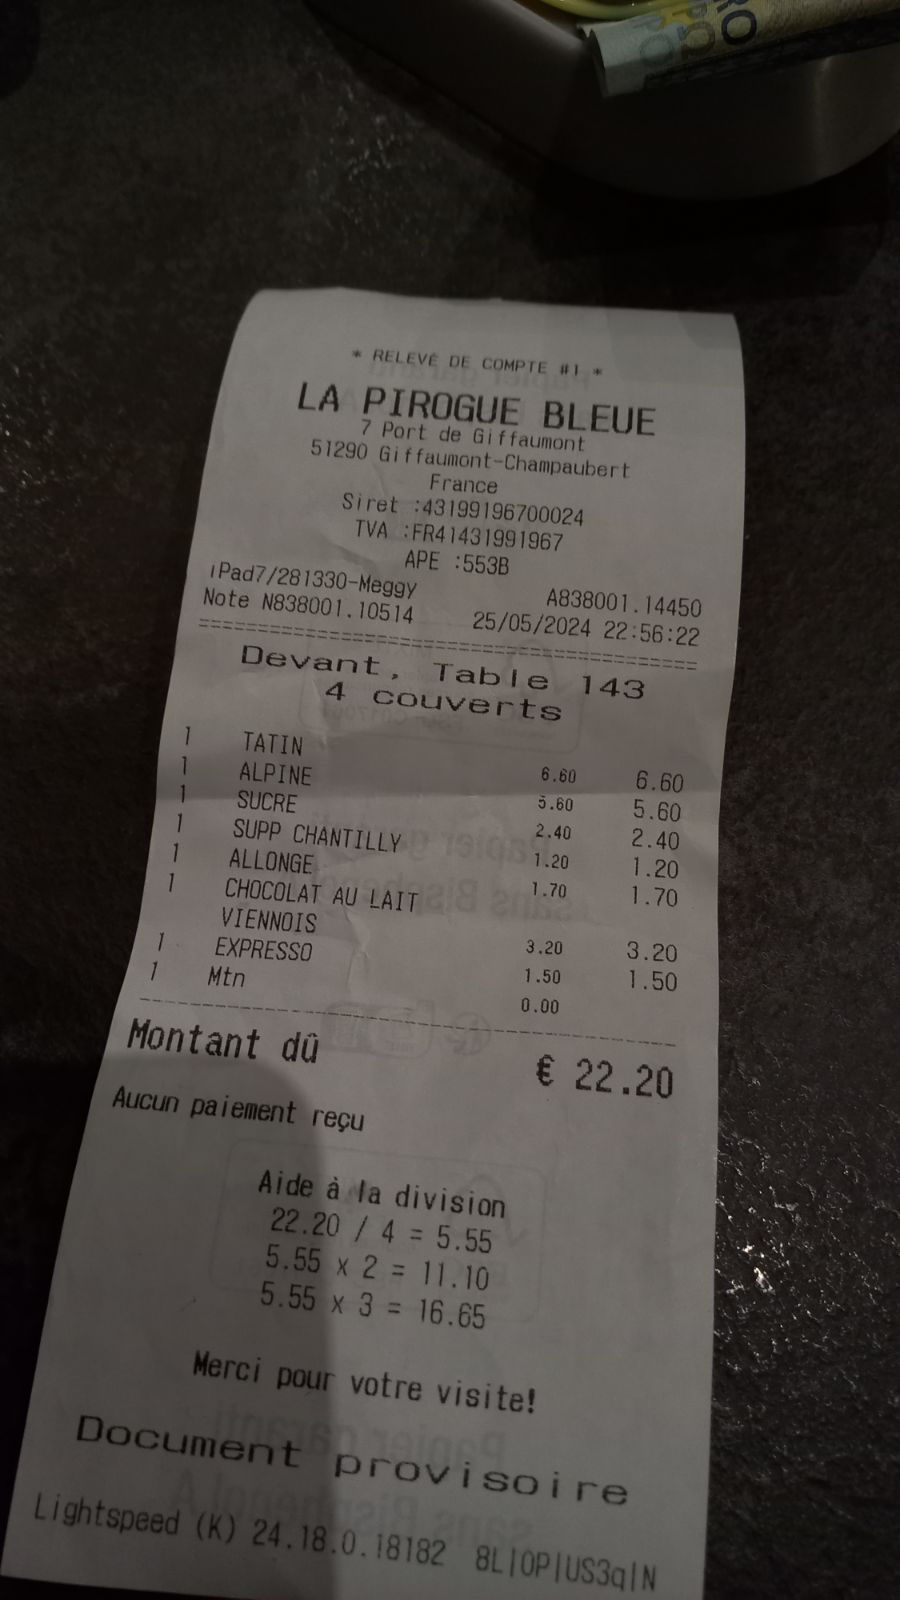 * RELEVÉ DE COMPTE #1 *
LA PIROGUE BLEUE
7 Port de Giffaumont
51290 Giffaumont-Champaubert
France
Siret :43199196700024
TVA :FR41431991967
APE :553B
iPad7/281330-Meggy A838001.14450
Note N838001.10514 25/05/2024 22:56:22
Devant, Table 143
4 couverts
1 TATIN 6.60 6.60
1 ALPINE 5.60 5.60
1 SUCRE 2.40 2.40
1 SUPP CHANTILLY 1.20 1.20
1 ALLONGE 1.70 1.70
1 CHOCOLAT AU LAIT
VIENNOIS 3.20 3.20
1 EXPRESSO 1.50 1.50
1 Mtn 0.00
Montant dû € 22.20
Aucun paiement reçu
Aide à la division
22.20 / 4 = 5.55
5.55 x 2 = 11.10
5.55 x 3 = 16.65
Merci pour votre visite!
Document provisoire
Lightspeed (K) 24.18.0.18182 8L|OP|US3q|N